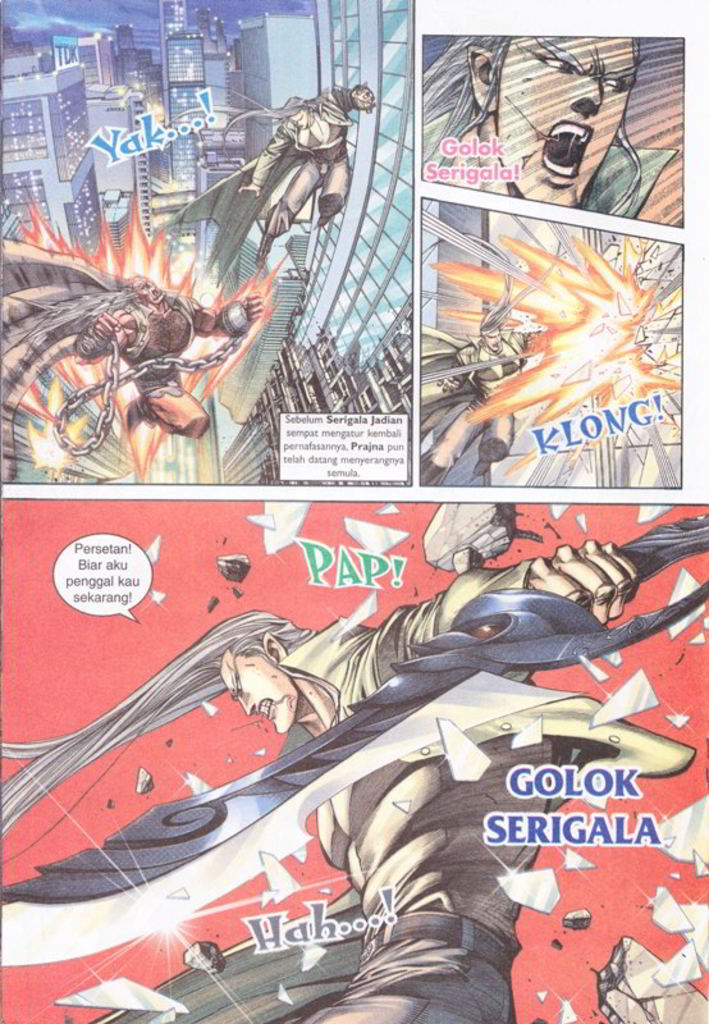 TDK
Yak...!
Sebelum Serigala Jadian
sempat mengatur kembali
pernafasannya, Prajna pun
telah datang menyerangnya
semula.
Golok
Serigala!
KLONG!
Persetan!
Biar aku
penggal kau
sekarang!
PAP!
GOLOK
SERIGALA
Hah...!